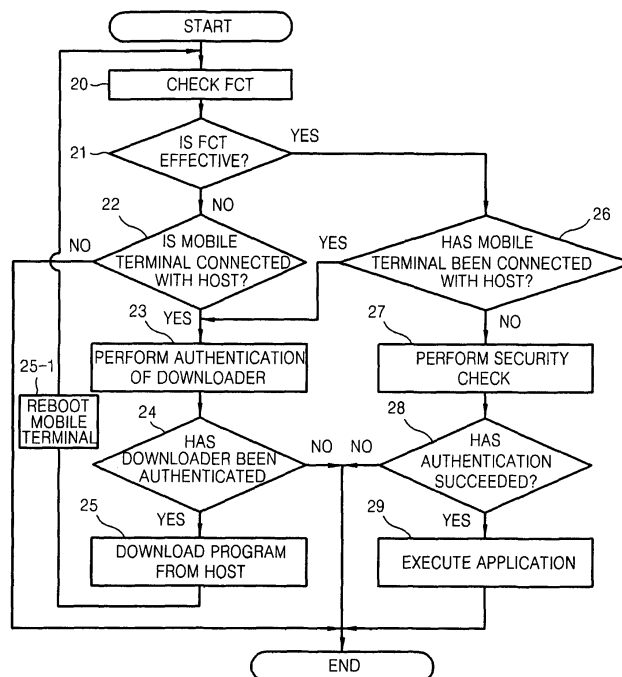 START
20
CHECK FCT
21
IS FCT
EFFECTIVE?
YES
NO
22
NO
IS MOBILE
TERMINAL CONNECTED
WITH HOST?
YES
26
YES
HAS MOBILE
TERMINAL BEEN CONNECTED
WITH HOST?
NO
23
PERFORM AUTHENTICATION
OF DOWNLOADER
27
PERFORM SECURITY
CHECK
25-1
REBOOT
MOBILE
TERMINAL
24
HAS
DOWNLOADER BEEN
AUTHENTICATED
NO
YES
28
NO
HAS
AUTHENTICATION
SUCCEEDED?
YES
25
DOWNLOAD PROGRAM
FROM HOST
29
EXECUTE APPLICATION
END